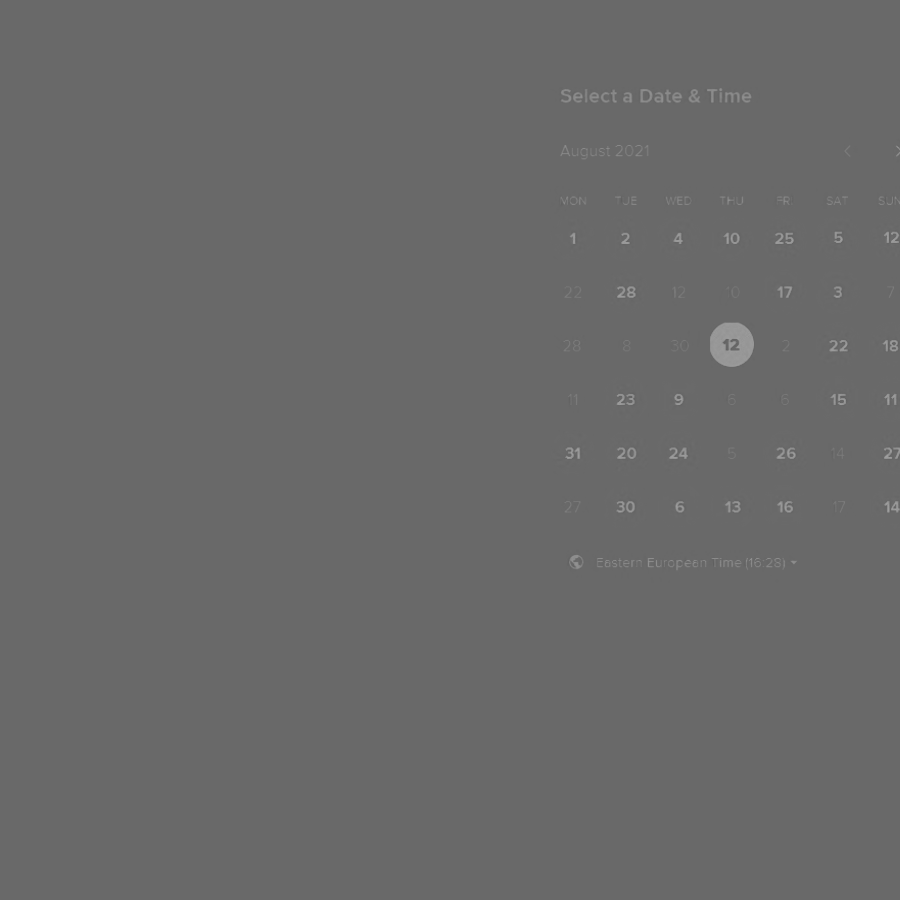 Select a Date & Time
August 2021
MON TUE WED THU FRI SAT SUN
1 2 4 10 25 5 12
22 28 12 10 17 3 7
28 8 30 12 2 22 18
11 23 9 6 6 15 11
31 20 24 5 26 14 27
27 30 6 13 16 17 14
Eastern European Time (16:28)